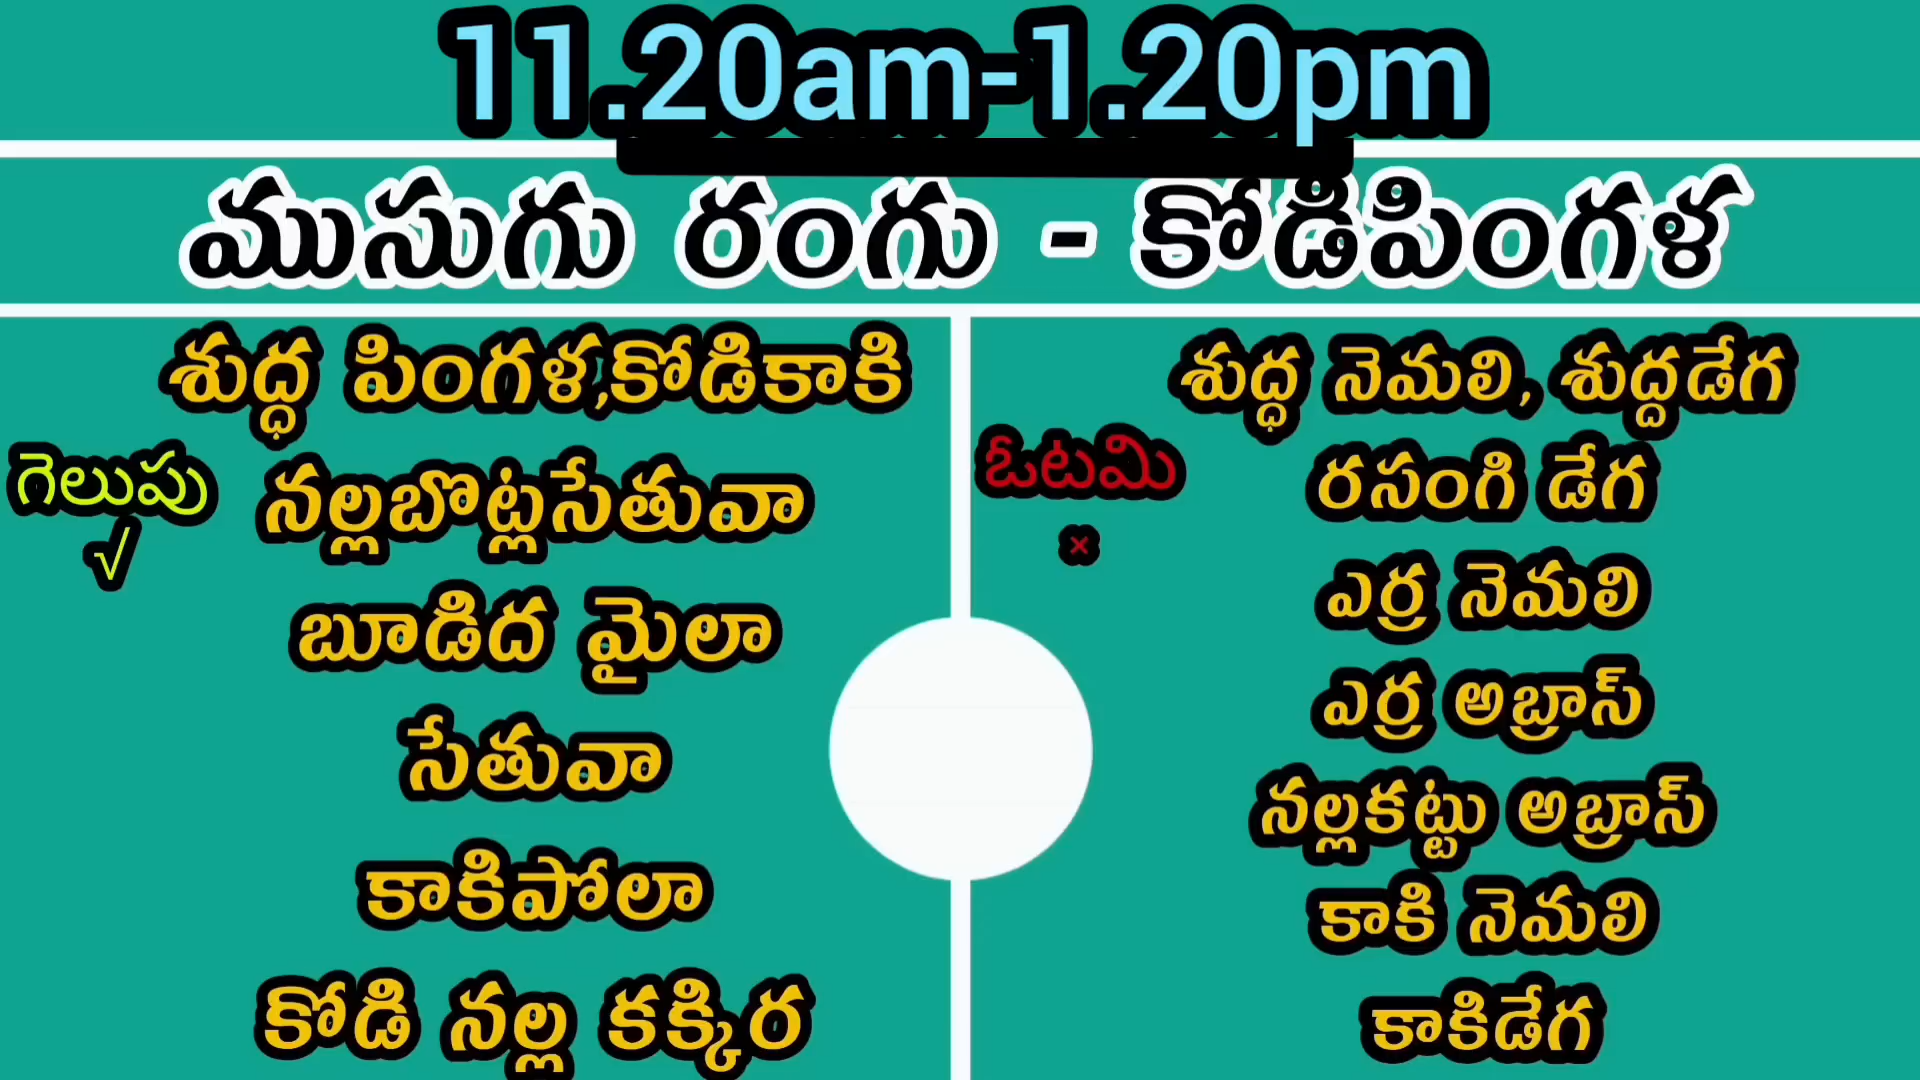 11.20am-1.20pm
ముసుగు రంగు - కోడిపింగళ
శుద్ధ పింగళ,కోడికాకి
గెలుపు
√
నల్లబొట్లసేతువా
బూడిద మైలా
సేతువా
కాకిపోలా
కోడి నల్ల కక్కిర
శుద్ధ నెమలి, శుద్దడేగ
ఓటమి
×
రసంగి డేగ
ఎర్ర నెమలి
ఎర్ర అబ్రాస్
నల్లకట్టు అబ్రాస్
కాకి నెమలి
కాకిడేగ